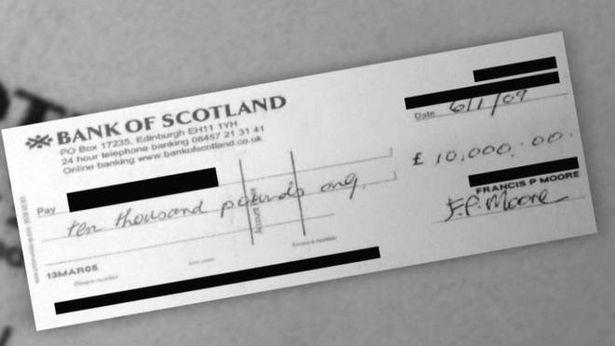 BANK OF SCOTLAND
PO Box 17235, Edinburgh EH11 1YH
24 hour telephone banking 08457 21 31 41
Online banking www.bankofscotland.co.uk
Date 6/1/09
£ 10,000.00.
Pay
ten thousand pounds only
FRANCIS P MOORE
F.P. Moore
13MAR05